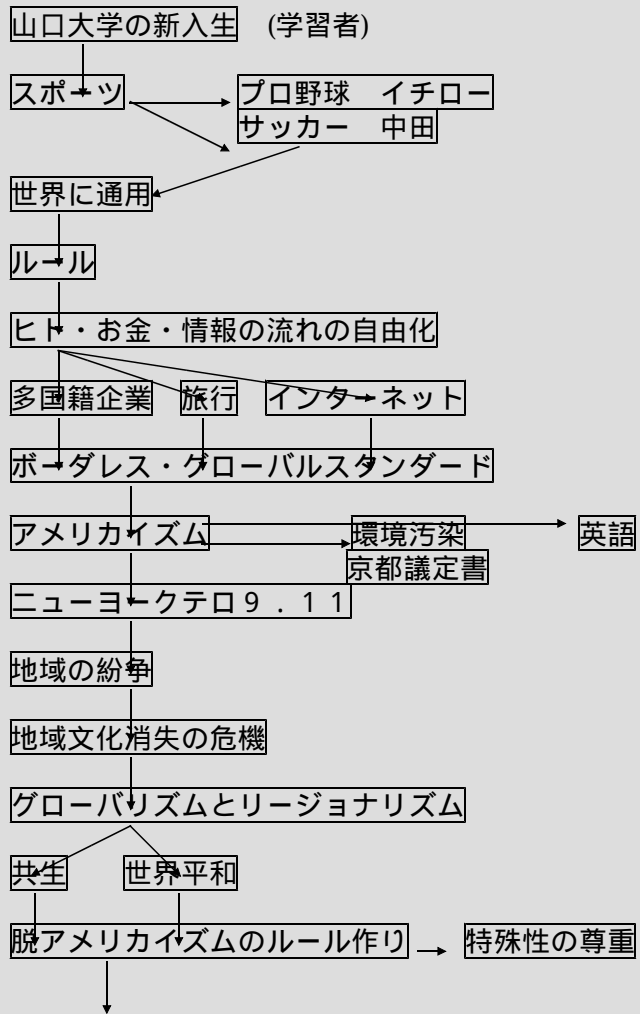 山口大学の新入生　(学習者)
スポーツ　プロ野球　イチロー
サッカー　中田
世界に通用
ルール
ヒト・お金・情報の流れの自由化
多国籍企業　旅行　インターネット
ボーダレス・グローバルスタンダード
アメリカイズム　環境汚染　英語
京都議定書
ニューヨークテロ９．１１
地域の紛争
地域文化消失の危機
グローバリズムとリージョナリズム
共生　世界平和
脱アメリカイズムのルール作り　特殊性の尊重